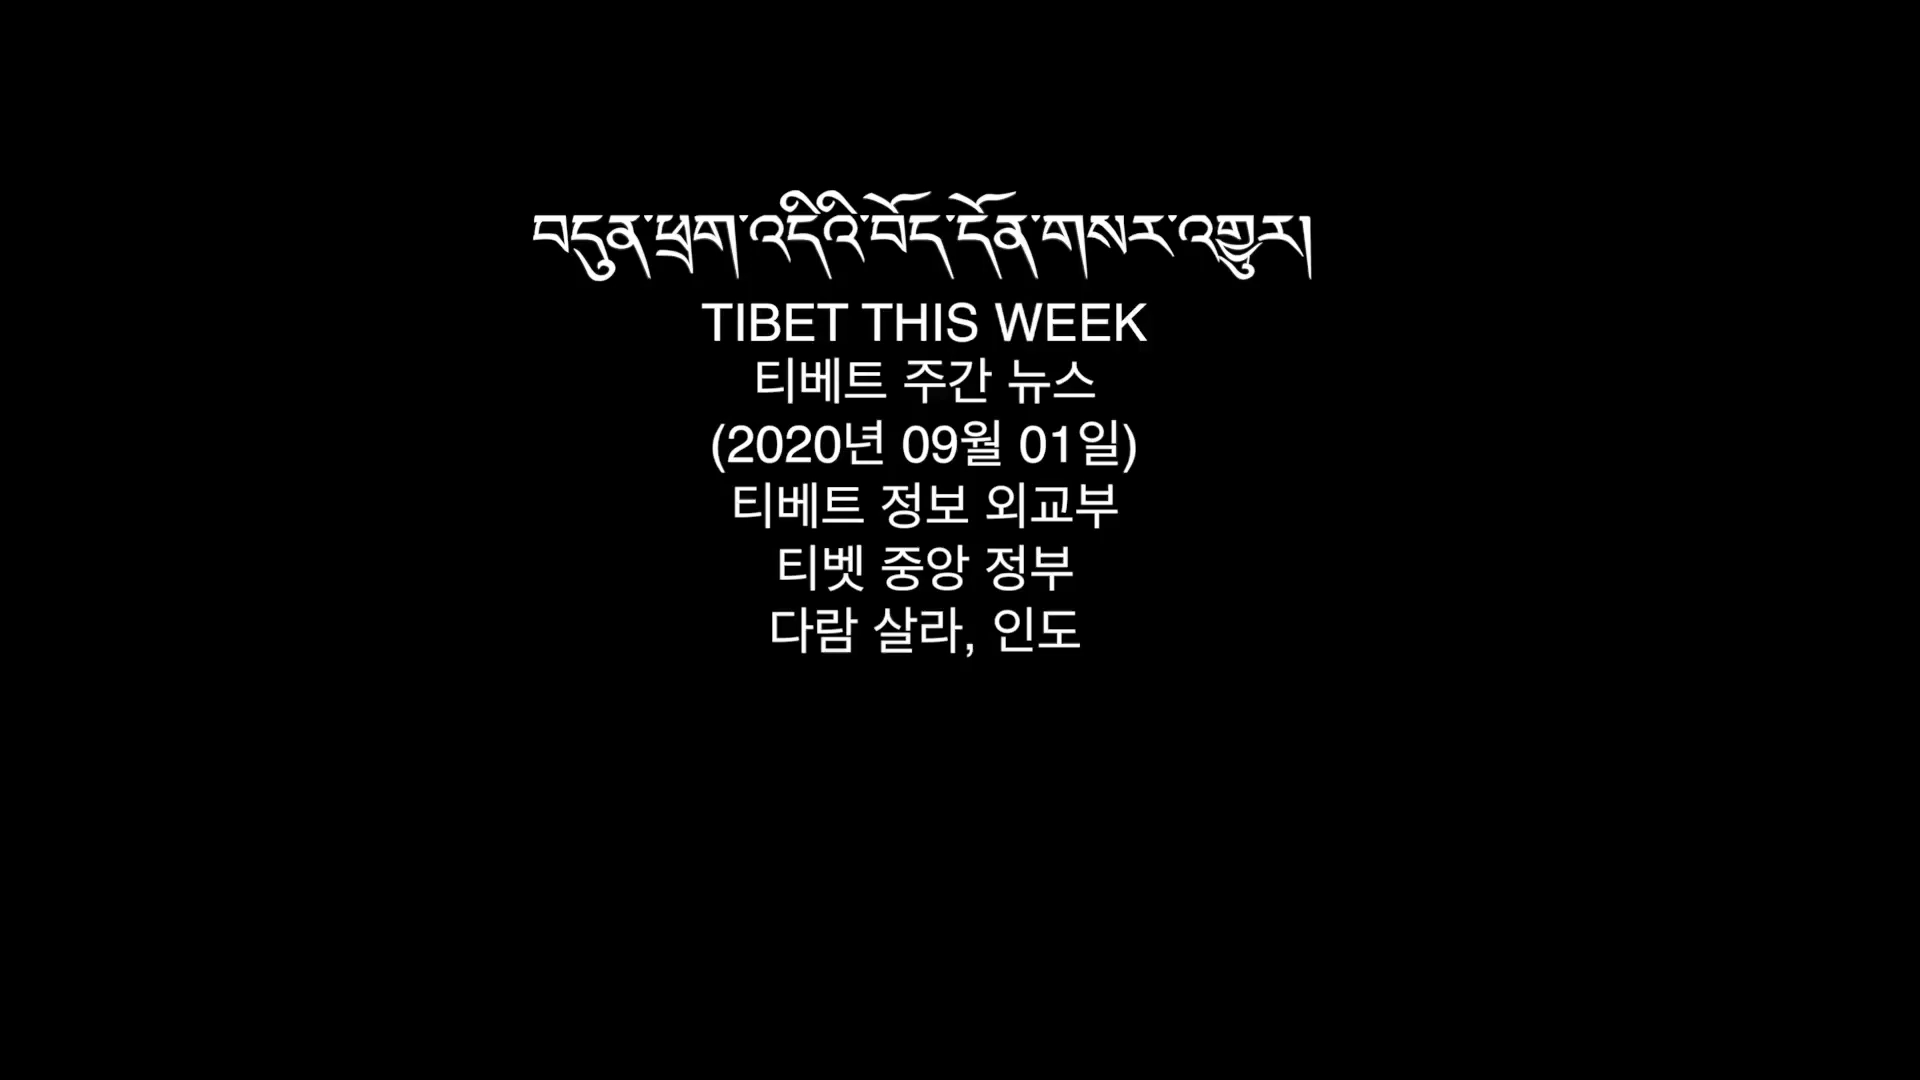 བདུན་ཕྲག་འདིའི་བོད་དོན་གསར་འགྱུར།
TIBET THIS WEEK
티베트 주간 뉴스
(2020년 09월 01일)
티베트 정보 외교부
티벳 중앙 정부
다람 살라, 인도